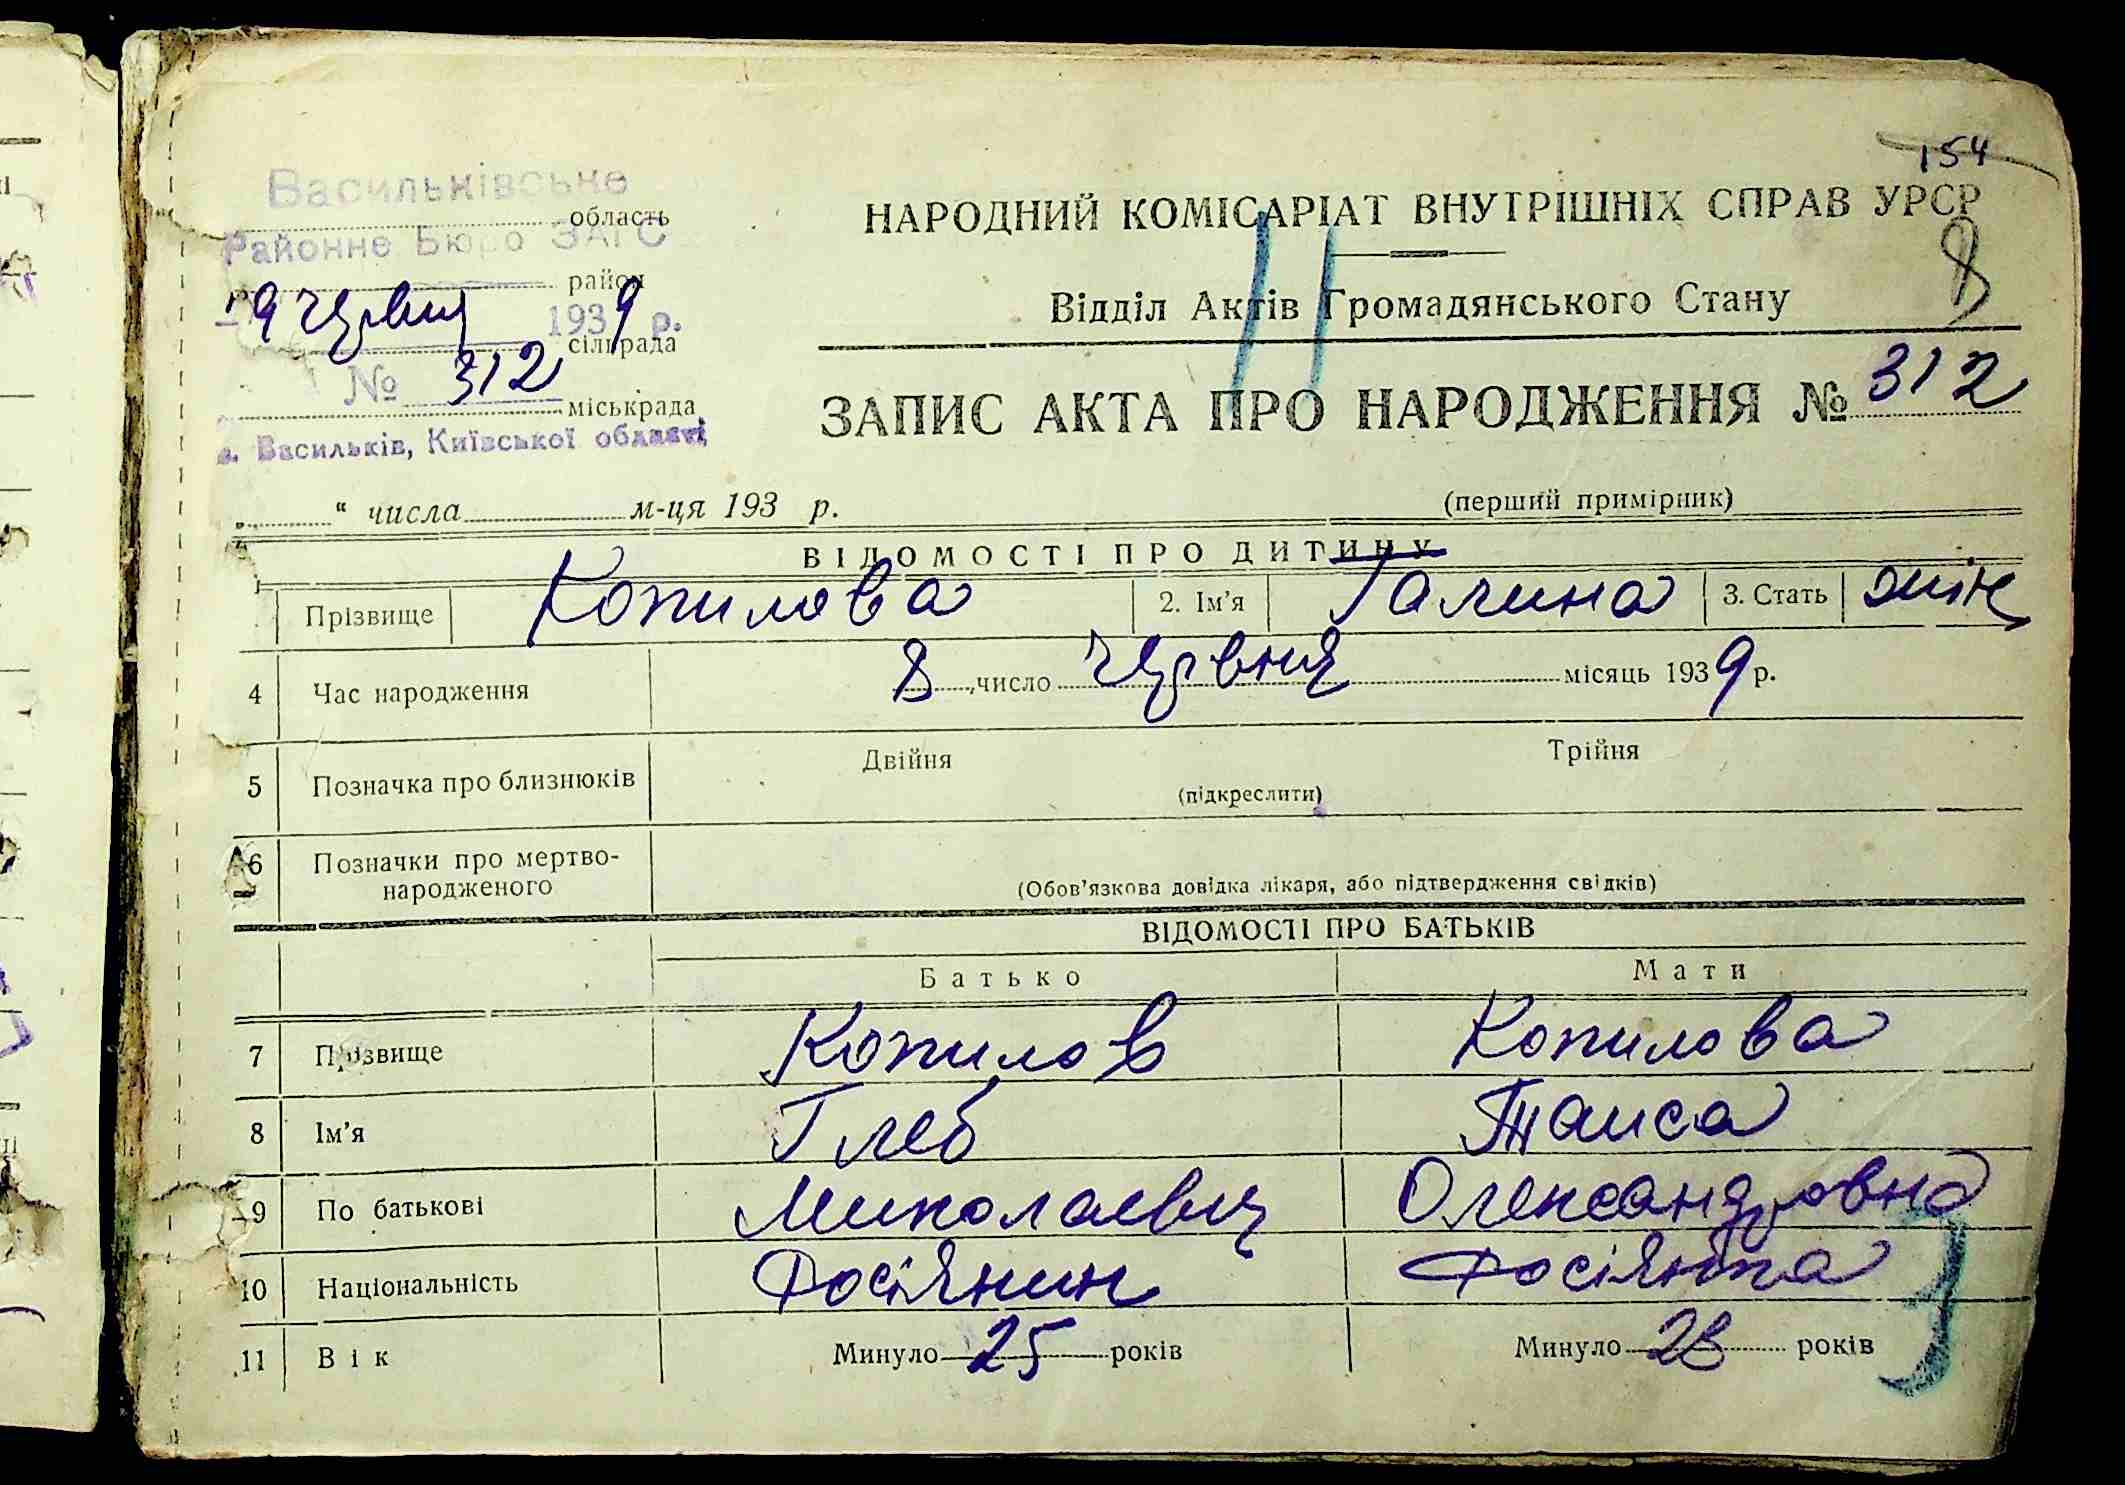 154
Васильківське
область
Районне Бюро ЗАГС
район
9 червня 1939 р.
сільрада
№ 312
міськрада
м. Васильків, Київської області
НАРОДНИЙ КОМІСАРІАТ ВНУТРІШНІХ СПРАВ УРСР
8
Відділ Актів Громадянського Стану
ЗАПИС АКТА ПРО НАРОДЖЕННЯ № 312
„ “ числа м-ця 193 р.
(перший примірник)
ВІДОМОСТІ ПРО ДИТИНУ
Прізвище Копилова 2. Ім’я Галина 3. Стать жін
4 Час народження 8 число червня місяць 1939 р.
5 Позначка про близнюків Двійня Трійня
(підкреслити)
6 Позначки про мертво-
народженого
(Обов’язкова довідка лікаря, або підтвердження свідків)
ВІДОМОСТІ ПРО БАТЬКІВ
Батько Мати
7 Прізвище Копилов Копилова
8 Ім’я Глеб Таиса
9 По батькові Миколаевич Олександровна
10 Національність Росіянин Росіянка
11 Вік Минуло 25 років Минуло 28 років